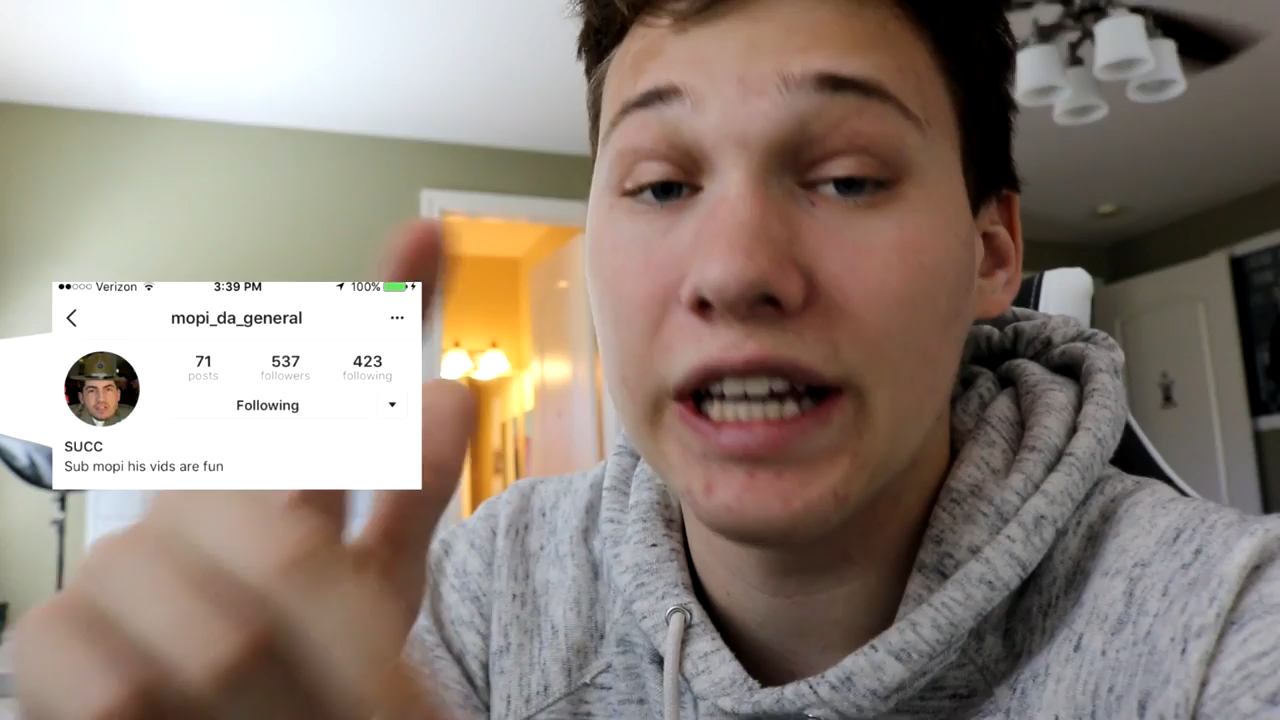 Verizon 3:39 PM 100%
mopi_da_general ...
71 537 423
posts followers following
Following
SUCC
Sub mopi his vids are fun